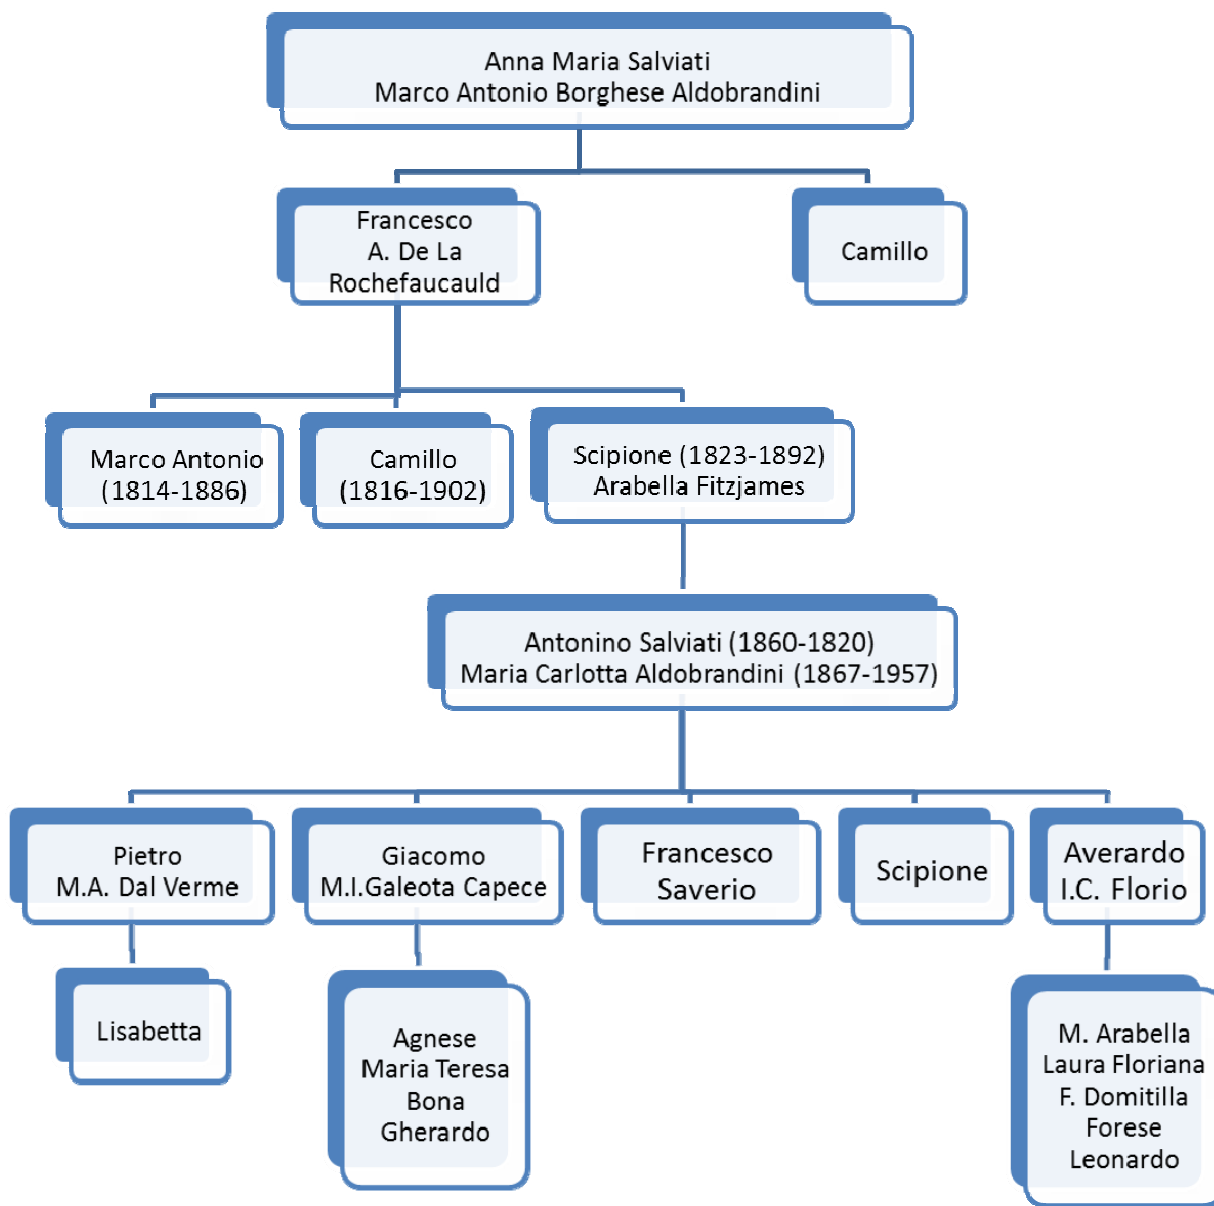 Anna Maria Salviati
Marco Antonio Borghese Aldobrandini
Francesco
A. De La
Rochefaucauld
Camillo
Marco Antonio
(1814-1886)
Camillo
(1816-1902)
Scipione (1823-1892)
Arabella Fitzjames
Antonino Salviati (1860-1820)
Maria Carlotta Aldobrandini (1867-1957)
Pietro
M.A. Dal Verme
Giacomo
M.I.Galeota Capece
Francesco
Saverio
Scipione
Averardo
I.C. Florio
Lisabetta
Agnese
Maria Teresa
Bona
Gherardo
M. Arabella
Laura Floriana
F. Domitilla
Forese
Leonardo